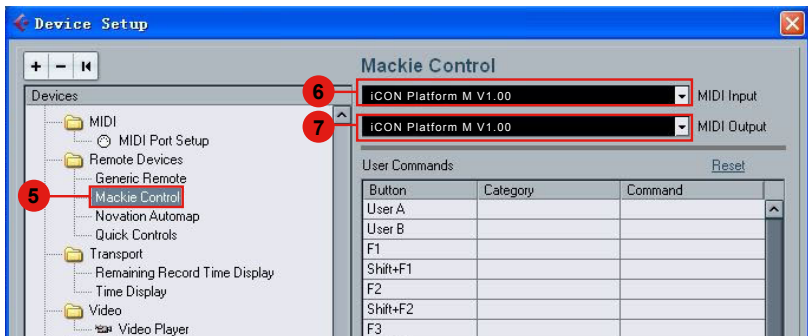 Device Setup
+ - I◄
Devices
MIDI
MIDI Port Setup
Remote Devices
Generic Remote
5
Mackie Control
Novation Automap
Quick Controls
Transport
Remaining Record Time Display
Time Display
Video
Video Player
Mackie Control
6
iCON Platform M V1.00
MIDI Input
7
iCON Platform M V1.00
MIDI Output
User Commands
Reset
Button Category Command
User A
User B
F1
Shift+F1
F2
Shift+F2
F3